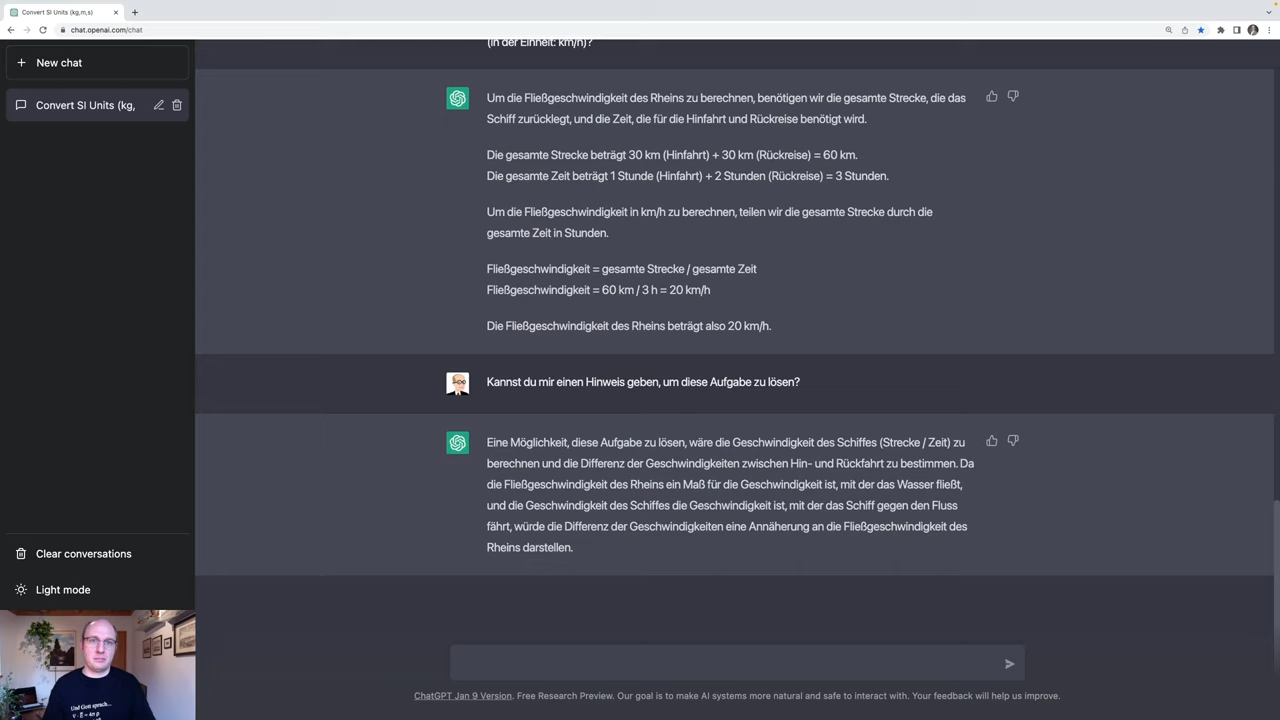 Convert SI Units (kg,m,s)
chat.openai.com/chat
New chat
Convert SI Units (kg,
(in der Einheit: km/h)?
Um die Fließgeschwindigkeit des Rheins zu berechnen, benötigen wir die gesamte Strecke, die das
Schiff zurücklegt, und die Zeit, die für die Hinfahrt und Rückreise benötigt wird.
Die gesamte Strecke beträgt 30 km (Hinfahrt) + 30 km (Rückreise) = 60 km.
Die gesamte Zeit beträgt 1 Stunde (Hinfahrt) + 2 Stunden (Rückreise) = 3 Stunden.
Um die Fließgeschwindigkeit in km/h zu berechnen, teilen wir die gesamte Strecke durch die
gesamte Zeit in Stunden.
Fließgeschwindigkeit = gesamte Strecke / gesamte Zeit
Fließgeschwindigkeit = 60 km / 3 h = 20 km/h
Die Fließgeschwindigkeit des Rheins beträgt also 20 km/h.
Kannst du mir einen Hinweis geben, um diese Aufgabe zu lösen?
Eine Möglichkeit, diese Aufgabe zu lösen, wäre die Geschwindigkeit des Schiffes (Strecke / Zeit) zu
berechnen und die Differenz der Geschwindigkeiten zwischen Hin- und Rückfahrt zu bestimmen. Da
die Fließgeschwindigkeit des Rheins ein Maß für die Geschwindigkeit ist, mit der das Wasser fließt,
und die Geschwindigkeit des Schiffes die Geschwindigkeit ist, mit der das Schiff gegen den Fluss
fährt, würde die Differenz der Geschwindigkeiten eine Annäherung an die Fließgeschwindigkeit des
Rheins darstellen.
Clear conversations
Light mode
Und Gott sprach...
ChatGPT Jan 9 Version. Free Research Preview. Our goal is to make AI systems more natural and safe to interact with. Your feedback will help us improve.